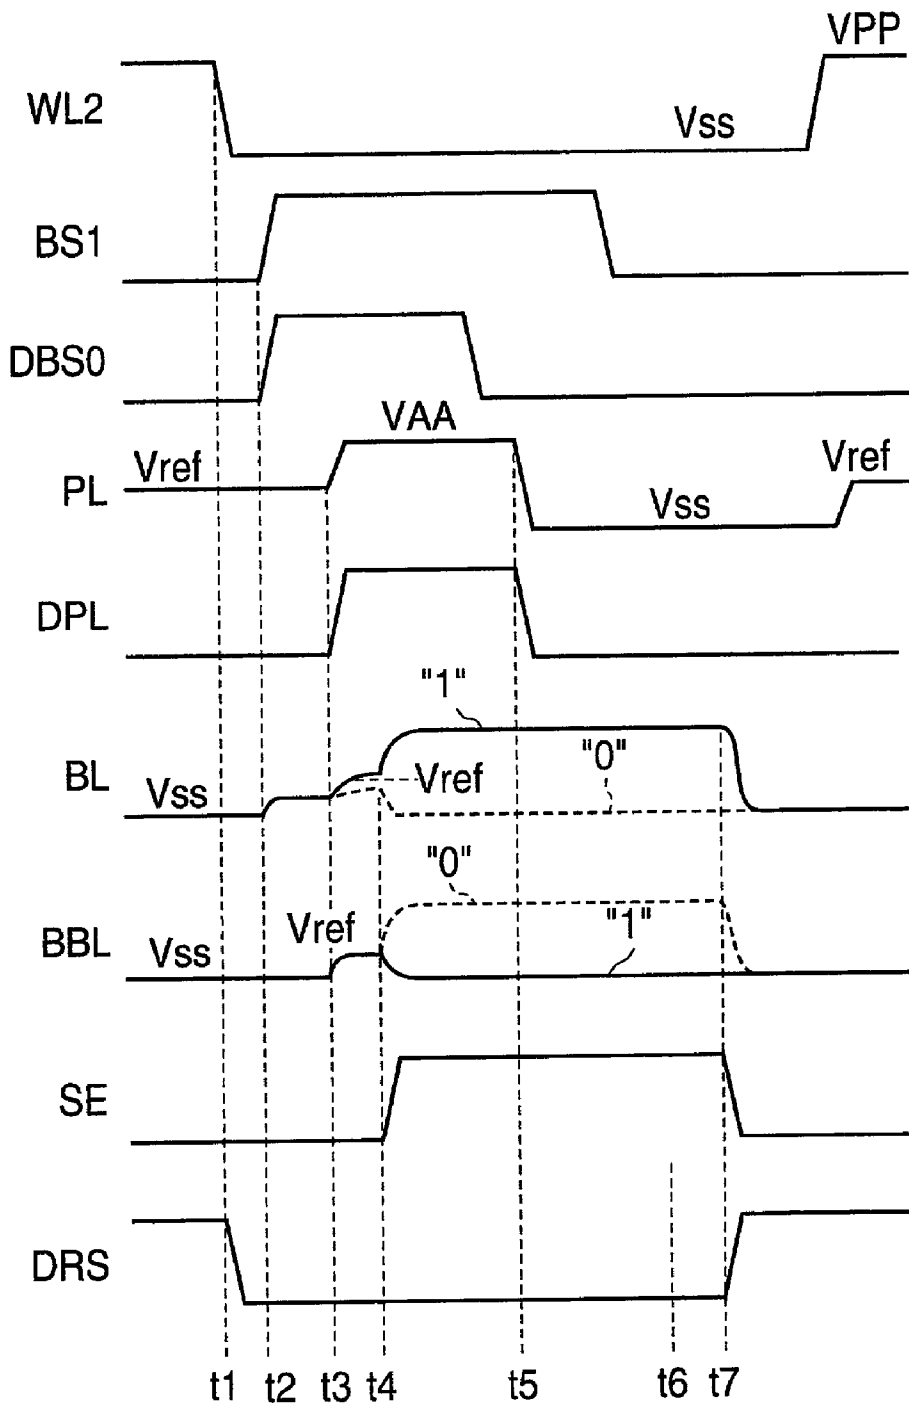 VPP
WL2
Vss
BS1
DBS0
VAA
Vref
Vref
PL
Vss
DPL
"1"
"0"
BL
Vss
Vref
"0"
Vref
"1"
BBL
Vss
SE
DRS
t1 t2 t3 t4 t5 t6 t7